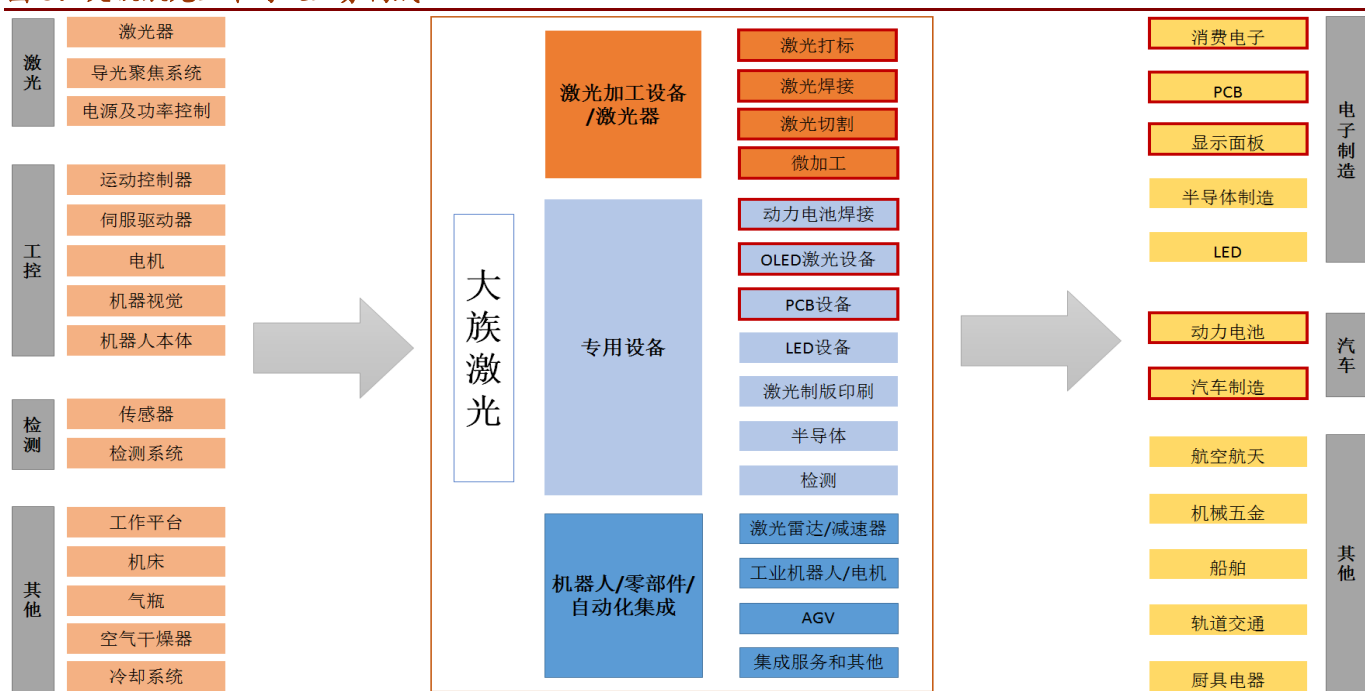 激光
激光器
导光聚焦系统
电源及功率控制
工控
运动控制器
伺服驱动器
电机
机器视觉
机器人本体
检测
传感器
检测系统
其他
工作平台
机床
气瓶
空气干燥器
冷却系统
大族激光
激光加工设备
/激光器
激光打标
激光焊接
激光切割
微加工
专用设备
动力电池焊接
OLED激光设备
PCB设备
LED设备
激光制版印刷
半导体
检测
机器人/零部件/
自动化集成
激光雷达/减速器
工业机器人/电机
AGV
集成服务和其他
消费电子
PCB
显示面板
半导体制造
LED
电子制造
动力电池
汽车制造
汽车
航空航天
机械五金
船舶
轨道交通
厨具电器
其他